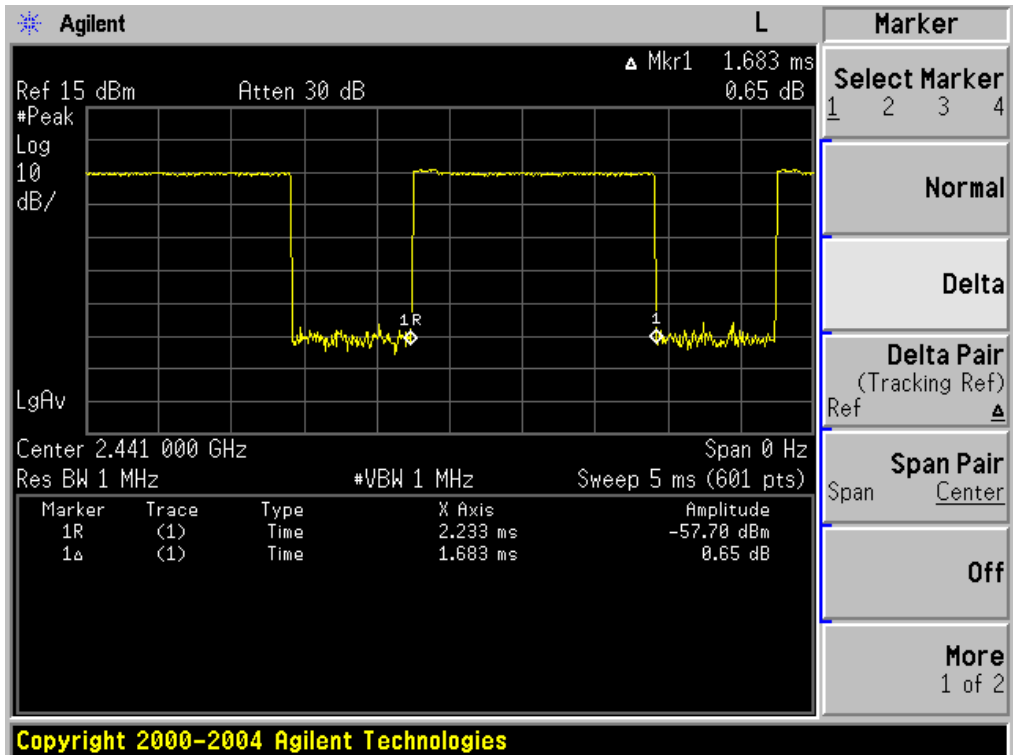 Agilent L
Δ Mkr1 1.683 ms
Ref 15 dBm Atten 30 dB 0.65 dB
#Peak
Log
10
dB/
1R
1
LgAv
Center 2.441 000 GHz Span 0 Hz
Res BW 1 MHz #VBW 1 MHz Sweep 5 ms (601 pts)
Marker Trace Type X Axis Amplitude
1R (1) Time 2.233 ms -57.70 dBm
1Δ (1) Time 1.683 ms 0.65 dB
Marker
Select Marker
1 2 3 4
Normal
Delta
Delta Pair
(Tracking Ref)
Ref Δ
Span Pair
Span Center
Off
More
1 of 2
Copyright 2000-2004 Agilent Technologies